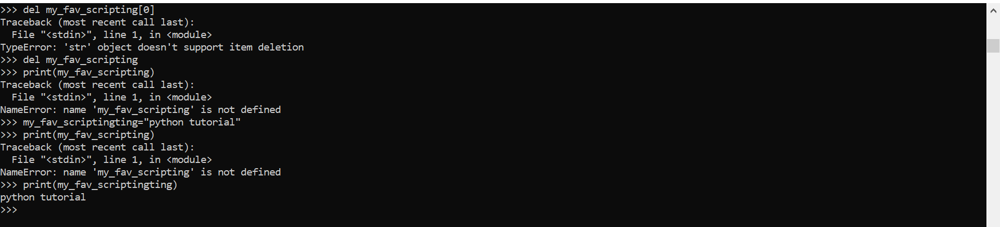 >>> del my_fav_scripting[0]
Traceback (most recent call last):
  File "<stdin>", line 1, in <module>
TypeError: 'str' object doesn't support item deletion
>>> del my_fav_scripting
>>> print(my_fav_scripting)
Traceback (most recent call last):
  File "<stdin>", line 1, in <module>
NameError: name 'my_fav_scripting' is not defined
>>> my_fav_scriptingting="python tutorial"
>>> print(my_fav_scripting)
Traceback (most recent call last):
  File "<stdin>", line 1, in <module>
NameError: name 'my_fav_scripting' is not defined
>>> print(my_fav_scriptingting)
python tutorial
>>>